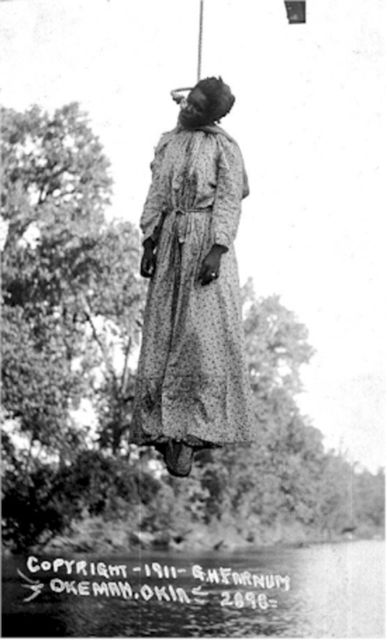 COPYRIGHT - 1911 - G.H. FARNUM
OKEMAH, OKLA. 2898